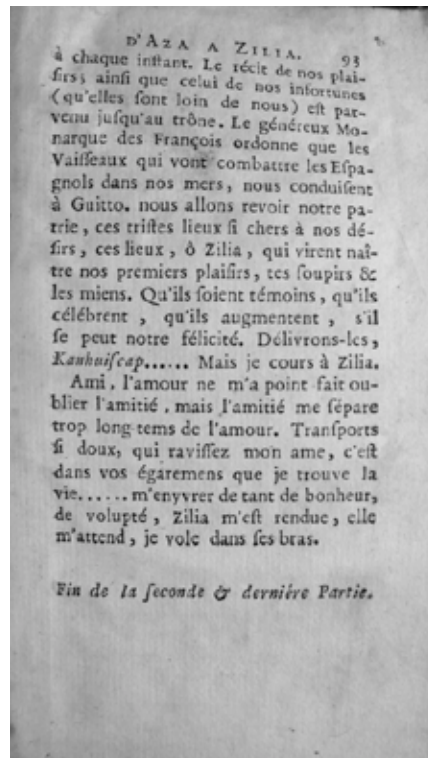 D'AZA A ZILIA. 93
à chaque inſtant. Le récit de nos plai-
ſirs, ainſi que celui de nos infortunes
(qu'elles ſont loin de nous) eſt par-
venu juſqu'au trône. Le généreux Mo-
narque des François ordonne que les
Vaiſſeaux qui vont combattre les Eſpa-
gnols dans nos mers, nous conduiſent
à Guitto. nous allons revoir notre pa-
trie, ces triſtes lieux ſi chers à nos dé-
ſirs, ces lieux, ô Zilia, qui virent naî-
tre nos premiers plaiſirs, tes ſoupirs &
les miens. Qu'ils ſoient témoins, qu'ils
célébrent, qu'ils augmentent, s'il
ſe peut notre félicité. Délivrons-les,
Kanhuiſcap...... Mais je cours à Zilia.
Ami, l'amour ne m'a point fait ou-
blier l'amitié, mais l'amitié me ſépare
trop long tems de l'amour. Tranſports
ſi doux, qui raviſſez mon ame, c'eſt
dans vos égaremens que je trouve la
vie...... m'enyvrer de tant de bonheur,
de volupté, Zilia m'eſt rendue, elle
m'attend, je vole dans ſes bras.
Fin de la ſeconde & derniére Partie.